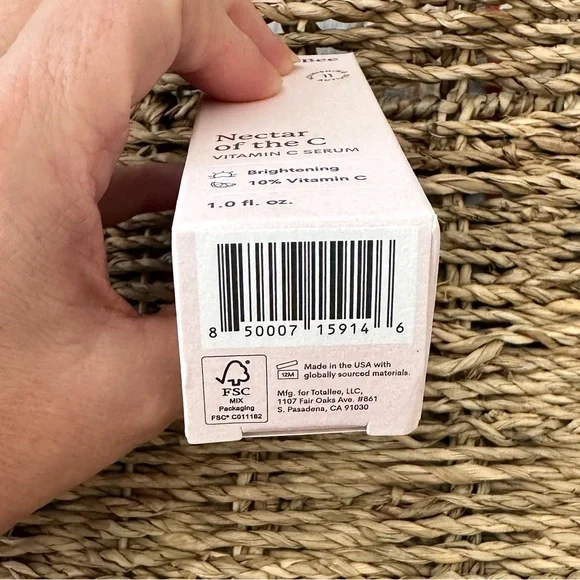 11
Nectar
of the C
VITAMIN C SERUM
Brightening
10% Vitamin C
1.0 fl. oz.
8 50007 15914 6
FSC
MIX
Packaging
FSC® C011182
12M
Made in the USA with
globally sourced materials.
Mfg. for Totallee, LLC,
1107 Fair Oaks Ave. #861
S. Pasadena, CA 91030